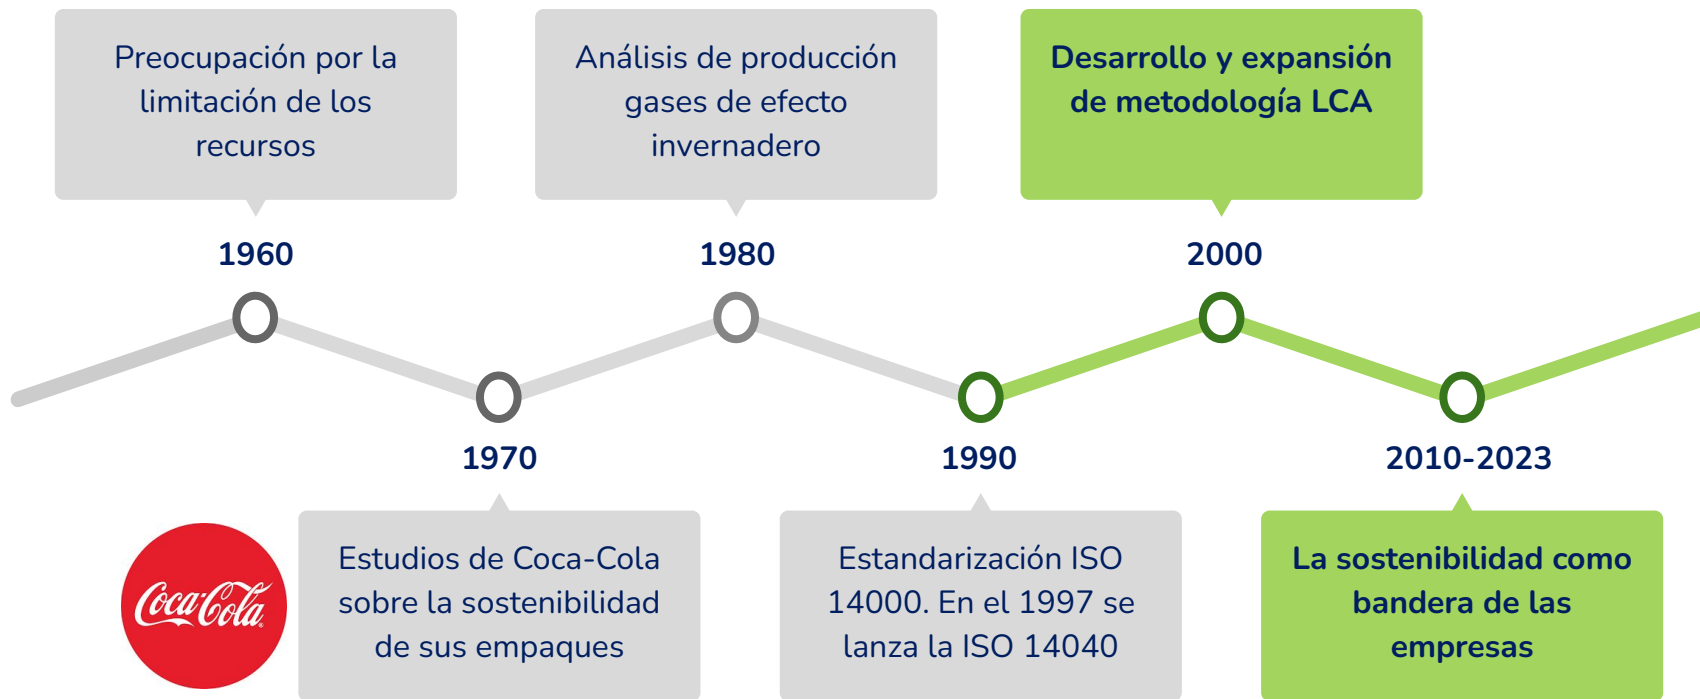 Preocupación por la
limitación de los
recursos
Análisis de producción
gases de efecto
invernadero
Desarrollo y expansión
de metodología LCA
1960
1980
2000
1970
1990
2010-2023
Coca-Cola
Estudios de Coca-Cola
sobre la sostenibilidad
de sus empaques
Estandarización ISO
14000. En el 1997 se
lanza la ISO 14040
La sostenibilidad como
bandera de las
empresas